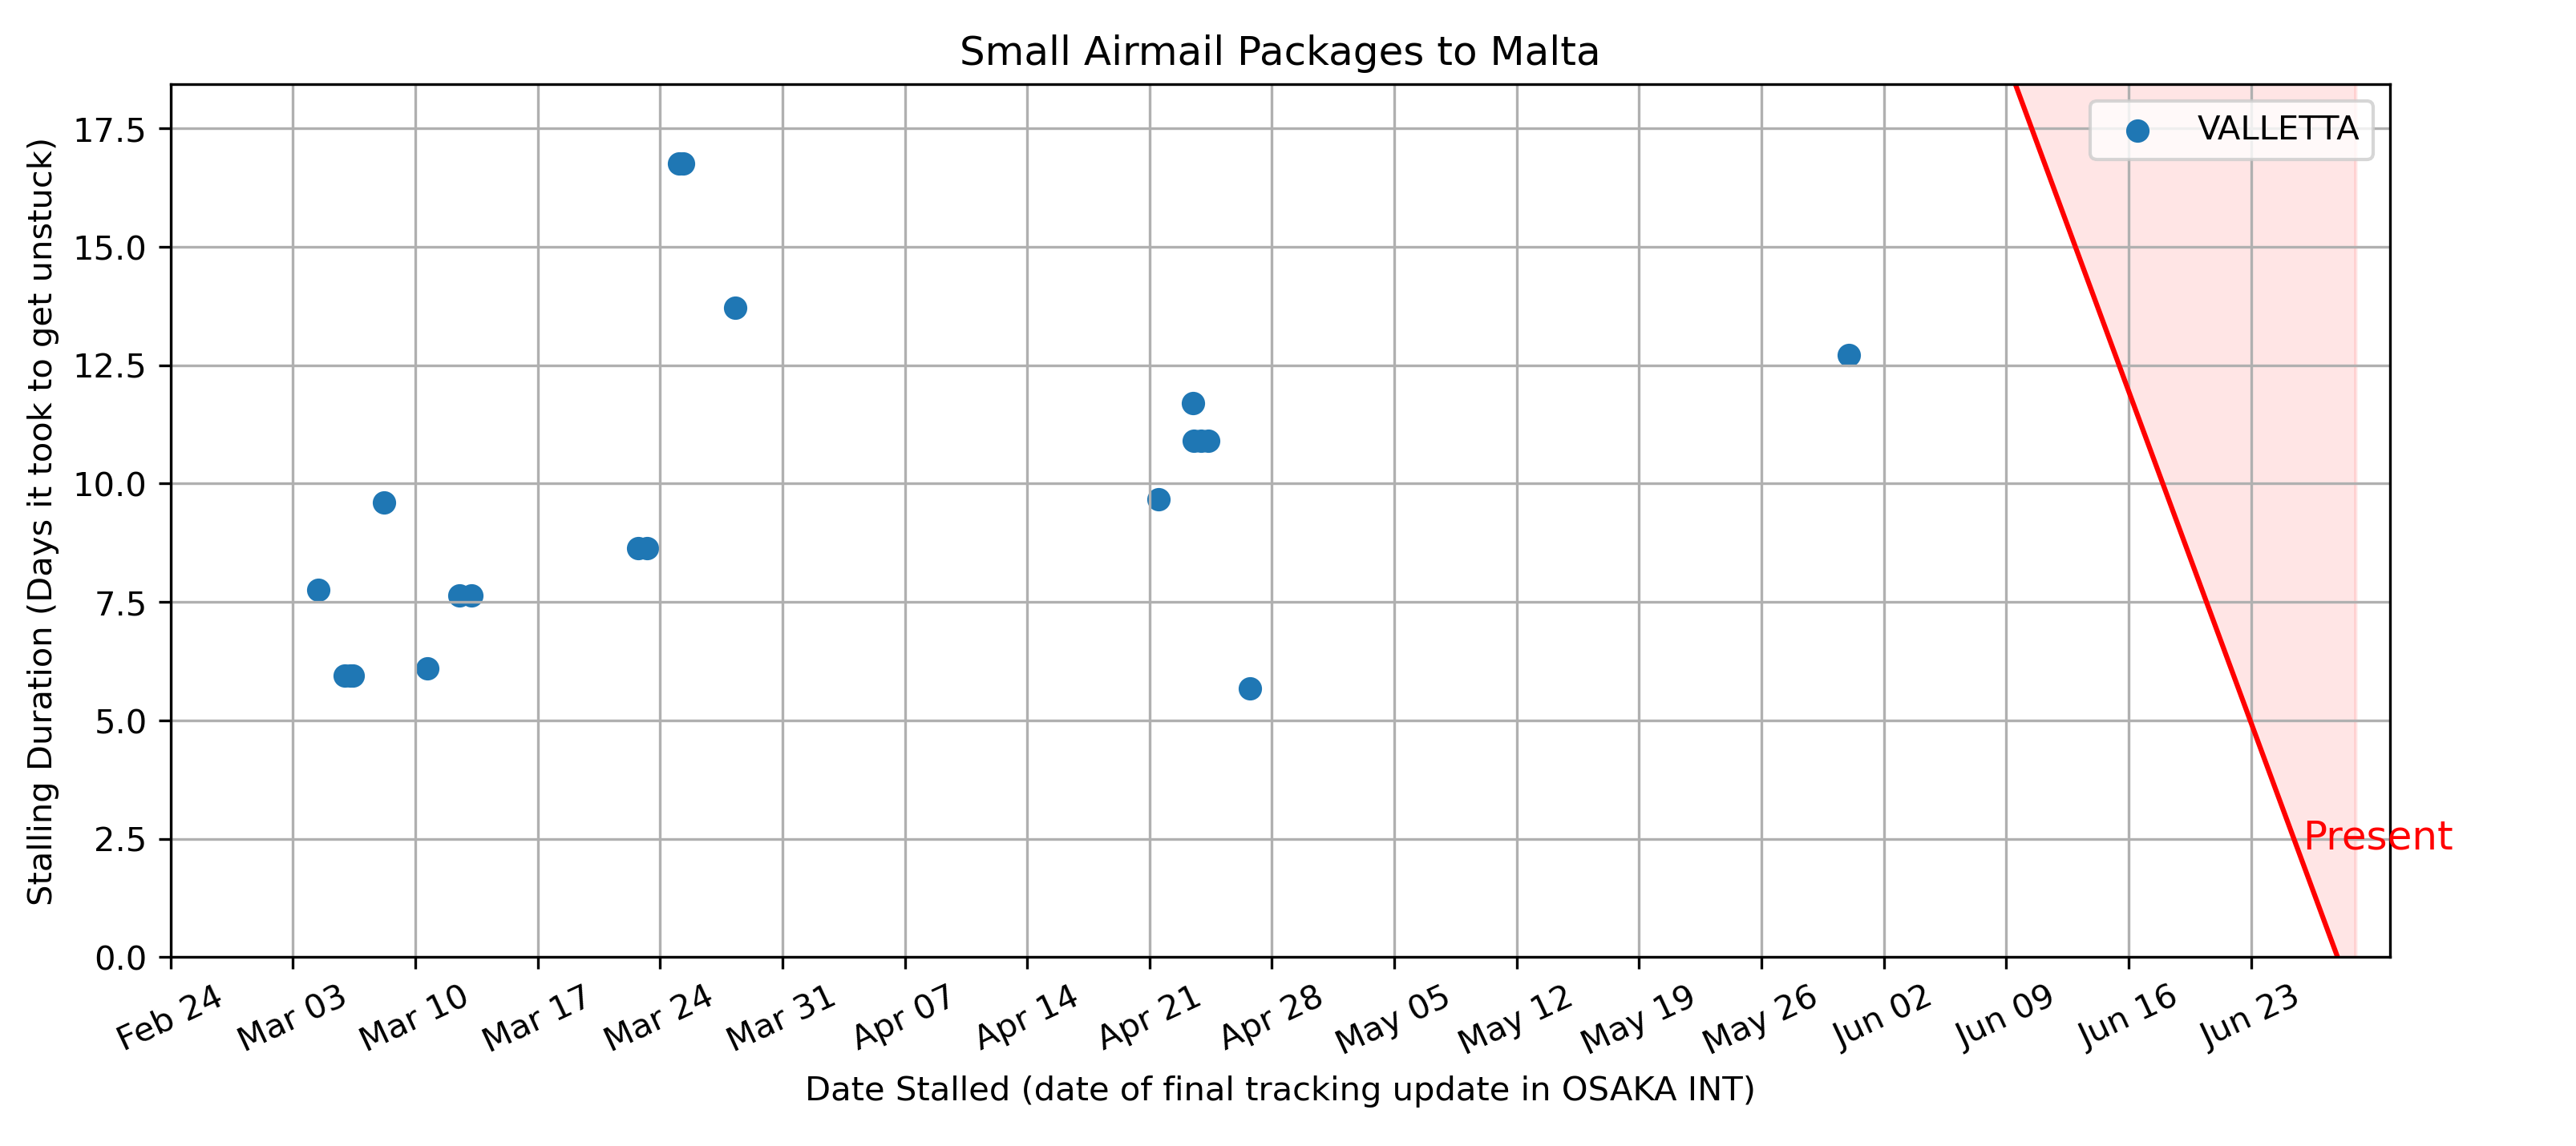 Small Airmail Packages to Malta
VALLETTA
17.5
15.0
12.5
10.0
7.5
5.0
2.5
0.0
Stalling Duration (Days it took to get unstuck)
Present
Feb 24
Mar 03
Mar 10
Mar 17
Mar 24
Mar 31
Apr 07
Apr 14
Apr 21
Apr 28
May 05
May 12
May 19
May 26
Jun 02
Jun 09
Jun 16
Jun 23
Date Stalled (date of final tracking update in OSAKA INT)